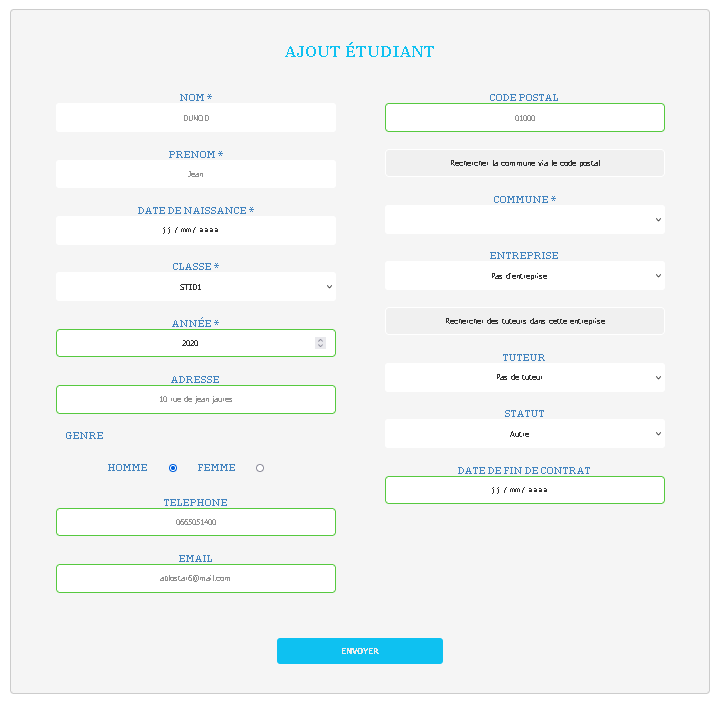 AJOUT ÉTUDIANT
NOM *
DUNOD
PRENOM *
Jean
DATE DE NAISSANCE *
jj / mm / aaaa
CLASSE *
STID1
ANNÉE *
2020
ADRESSE
10 rue de jean jaures
GENRE
HOMME FEMME
TELEPHONE
0665051400
EMAIL
CODE POSTAL
01000
Rechercher la commune via le code postal
COMMUNE *
ENTREPRISE
Pas d'entreprise
Rechercher des tuteurs dans cette entreprise
TUTEUR
Pas de tuteur
STATUT
Autre
DATE DE FIN DE CONTRAT
jj / mm / aaaa
ENVOYER